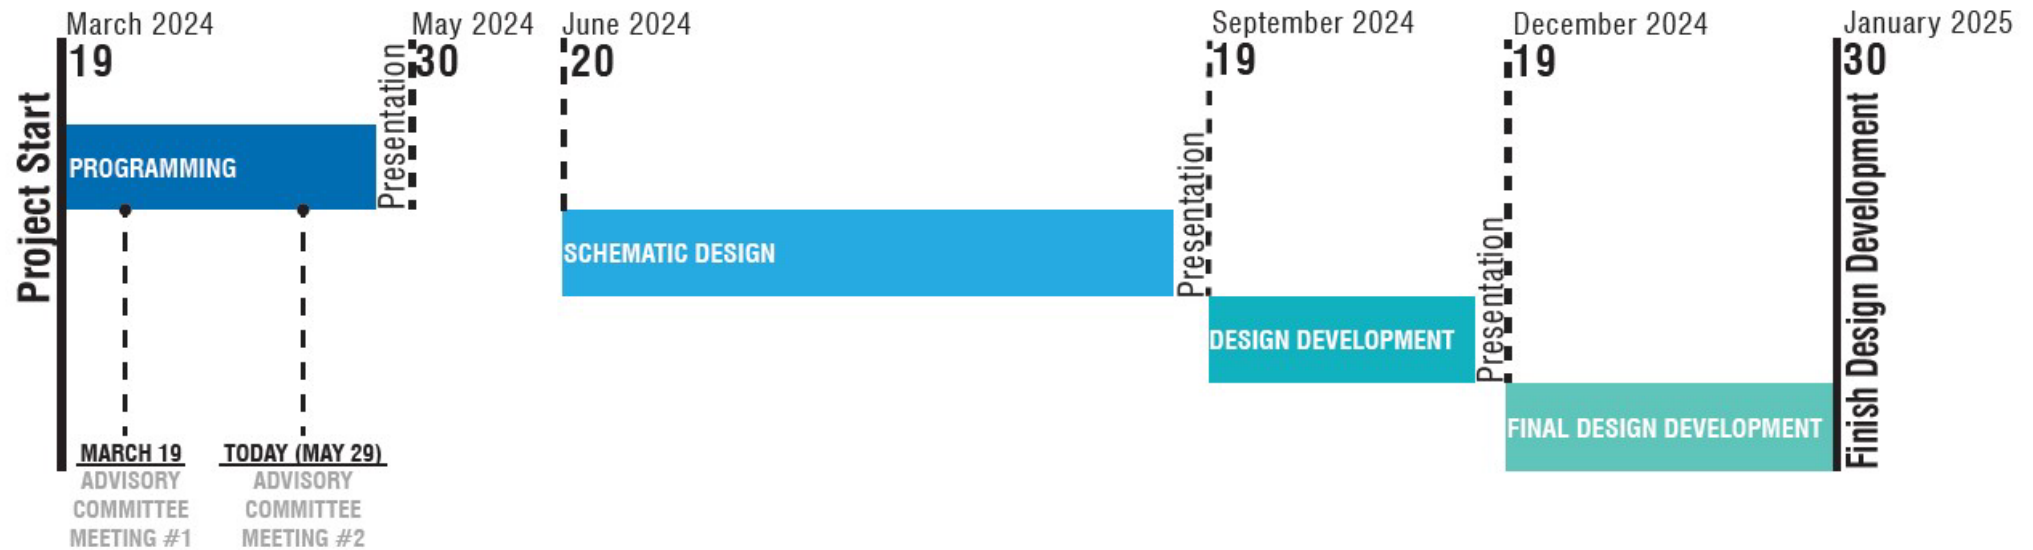 March 2024
19
May 2024
30
June 2024
20
September 2024
19
December 2024
19
January 2025
30
Project Start
PROGRAMMING
Presentation
SCHEMATIC DESIGN
Presentation
DESIGN DEVELOPMENT
Presentation
FINAL DESIGN DEVELOPMENT
Finish Design Development
MARCH 19
ADVISORY
COMMITTEE
MEETING #1
TODAY (MAY 29)
ADVISORY
COMMITTEE
MEETING #2